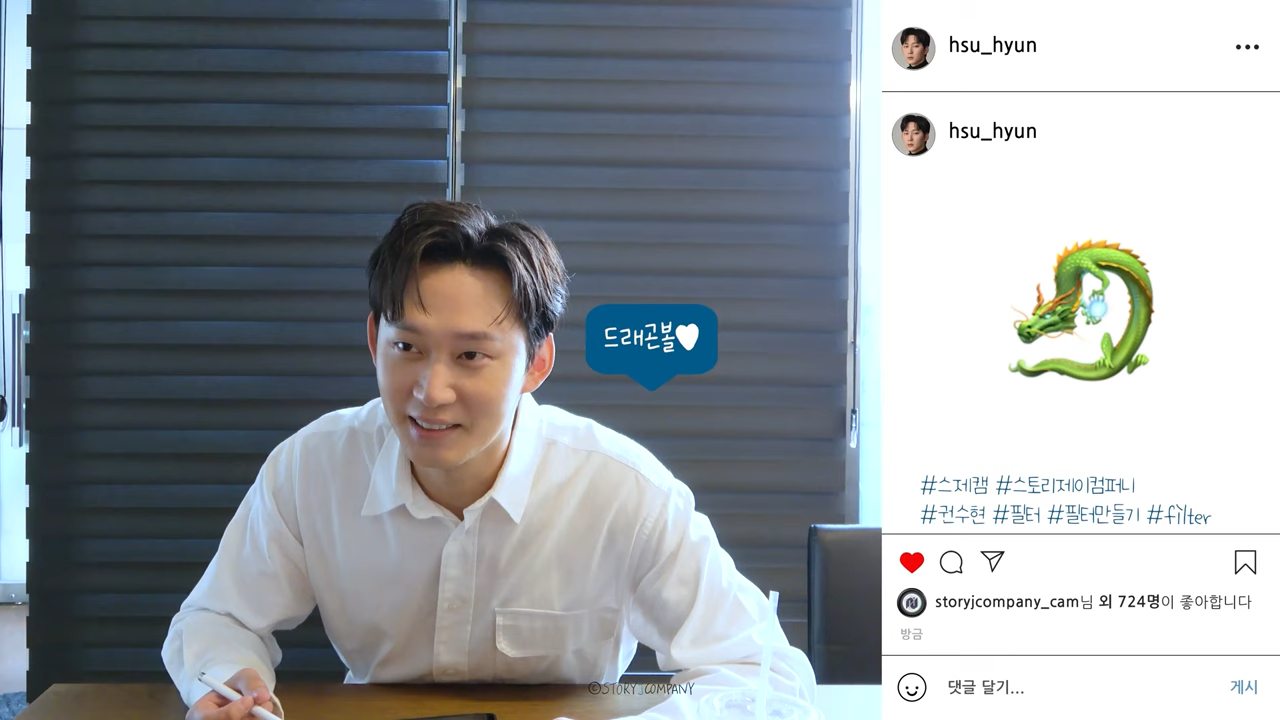 hsu_hyun
hsu_hyun
드래곤볼
#스제캠 #스토리제이컴퍼니
#권수현 #필터 #필터만들기 #filter
storyjcompany_cam님 외 724명이 좋아합니다
방금
댓글 달기...
게시
©STORYJCOMPANY